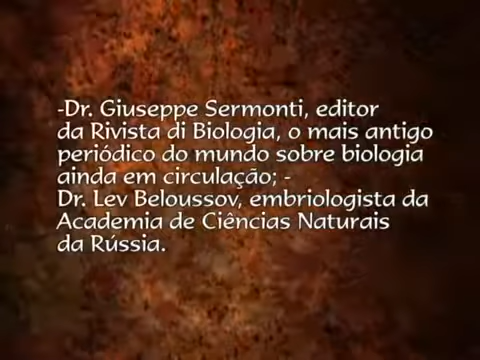 -Dr. Giuseppe Sermonti, editor
da Rivista di Biologia, o mais antigo
periódico do mundo sobre biologia
ainda em circulação; -
Dr. Lev Beloussov, embriologista da
Academia de Ciências Naturais
da Rússia.